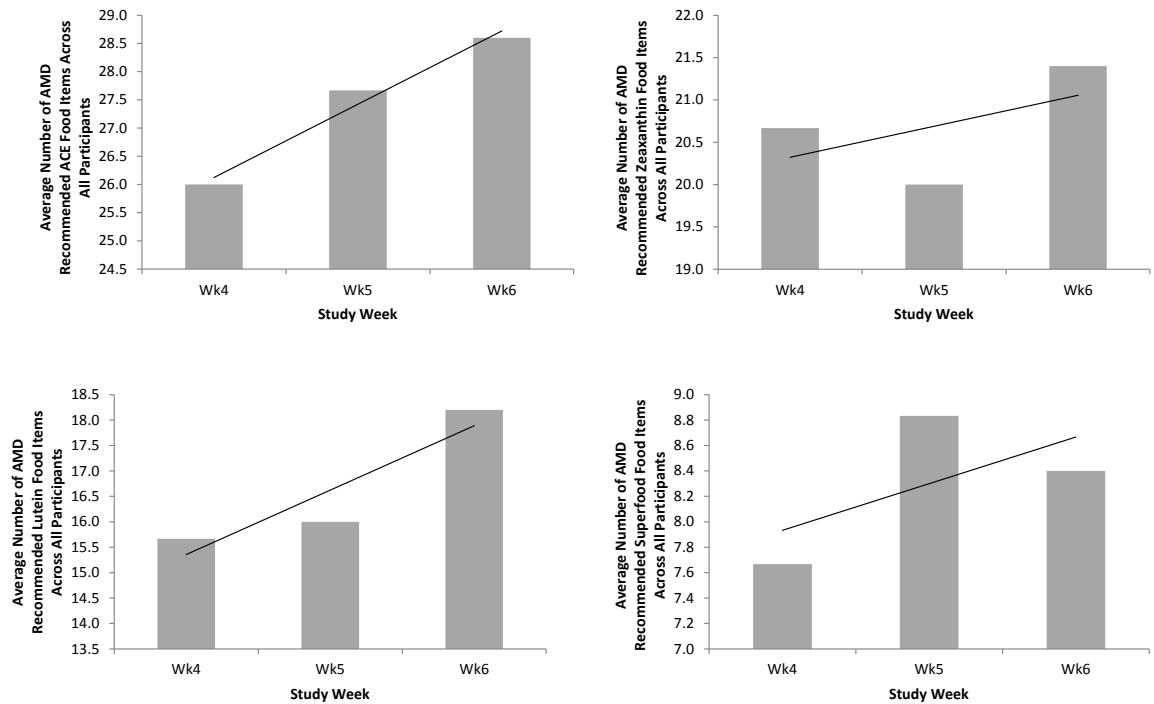 Average Number of AMD
Recommended ACE Food Items Across
All Participants
29.0
28.5
28.0
27.5
27.0
26.5
26.0
25.5
25.0
24.5
Wk4 Wk5 Wk6
Study Week
Average Number of AMD
Recommended Zeaxanthin Food Items
Across All Participants
22.0
21.5
21.0
20.5
20.0
19.5
19.0
Wk4 Wk5 Wk6
Study Week
Average Number of AMD
Recommended Lutein Food Items
Across All Participants
18.5
18.0
17.5
17.0
16.5
16.0
15.5
15.0
14.5
14.0
13.5
Wk4 Wk5 Wk6
Study Week
Average Number of AMD
Recommended Superfood Food Items
Across All Participants
9.0
8.8
8.6
8.4
8.2
8.0
7.8
7.6
7.4
7.2
7.0
Wk4 Wk5 Wk6
Study Week